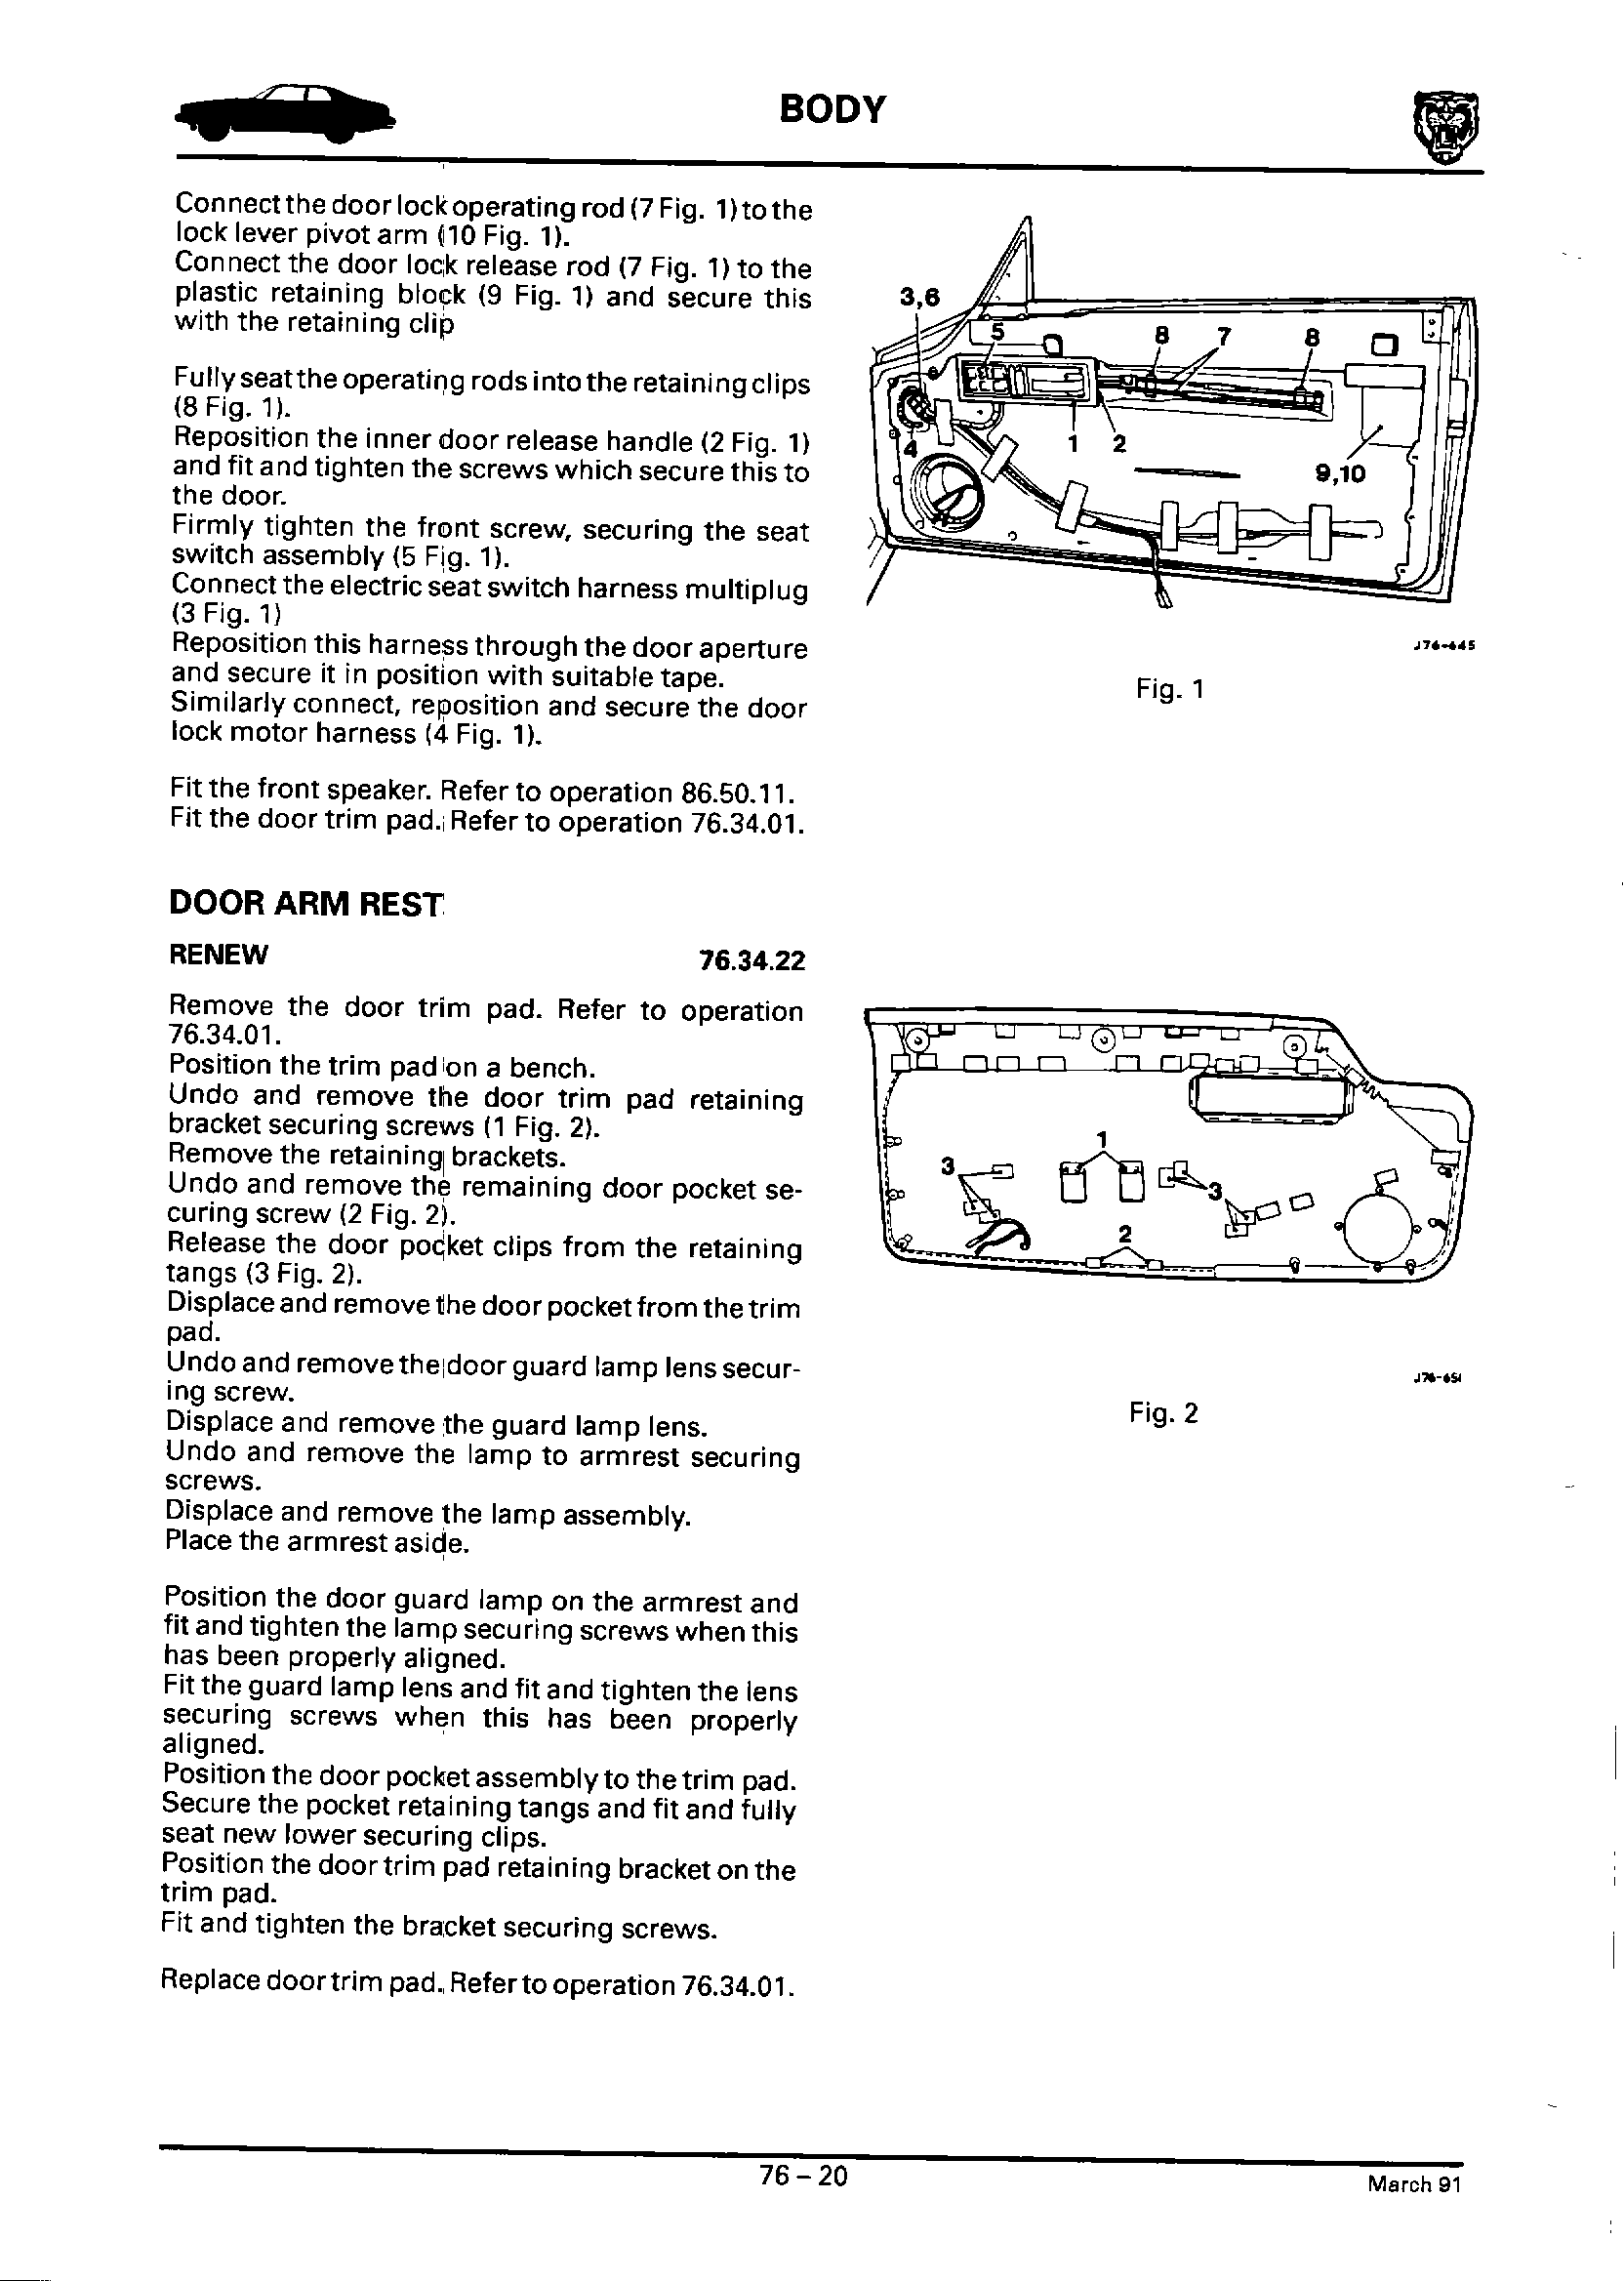 BODY
Connect the door lock operating rod (7 Fig. 1) to the
lock lever pivot arm (10 Fig. 1).
Connect the door lock release rod (7 Fig. 1) to the
plastic retaining block (9 Fig. 1) and secure this
with the retaining clip
Fully seat the operating rods into the retaining clips
(8 Fig. 1).
Reposition the inner door release handle (2 Fig. 1)
and fit and tighten the screws which secure this to
the door.
Firmly tighten the front screw, securing the seat
switch assembly (5 Fig. 1).
Connect the electric seat switch harness multiplug
(3 Fig. 1)
Reposition this harness through the door aperture
and secure it in position with suitable tape.
Similarly connect, reposition and secure the door
lock motor harness (4 Fig. 1).
Fit the front speaker. Refer to operation 86.50.11.
Fit the door trim pad. Refer to operation 76.34.01.
DOOR ARM REST
RENEW 76.34.22
Remove the door trim pad. Refer to operation
76.34.01.
Position the trim pad on a bench.
Undo and remove the door trim pad retaining
bracket securing screws (1 Fig. 2).
Remove the retaining brackets.
Undo and remove the remaining door pocket se-
curing screw (2 Fig. 2).
Release the door pocket clips from the retaining
tangs (3 Fig. 2).
Displace and remove the door pocket from the trim
pad.
Undo and remove the door guard lamp lens secur-
ing screw.
Displace and remove the guard lamp lens.
Undo and remove the lamp to armrest securing
screws.
Displace and remove the lamp assembly.
Place the armrest aside.
Position the door guard lamp on the armrest and
fit and tighten the lamp securing screws when this
has been properly aligned.
Fit the guard lamp lens and fit and tighten the lens
securing screws when this has been properly
aligned.
Position the door pocket assembly to the trim pad.
Secure the pocket retaining tangs and fit and fully
seat new lower securing clips.
Position the door trim pad retaining bracket on the
trim pad.
Fit and tighten the bracket securing screws.
Replace door trim pad. Refer to operation 76.34.01.
3,6
5
8 7 8
4
1 2
9,10
J76-645
Fig. 1
1
3
3
2
J76-651
Fig. 2
76 – 20
March 91